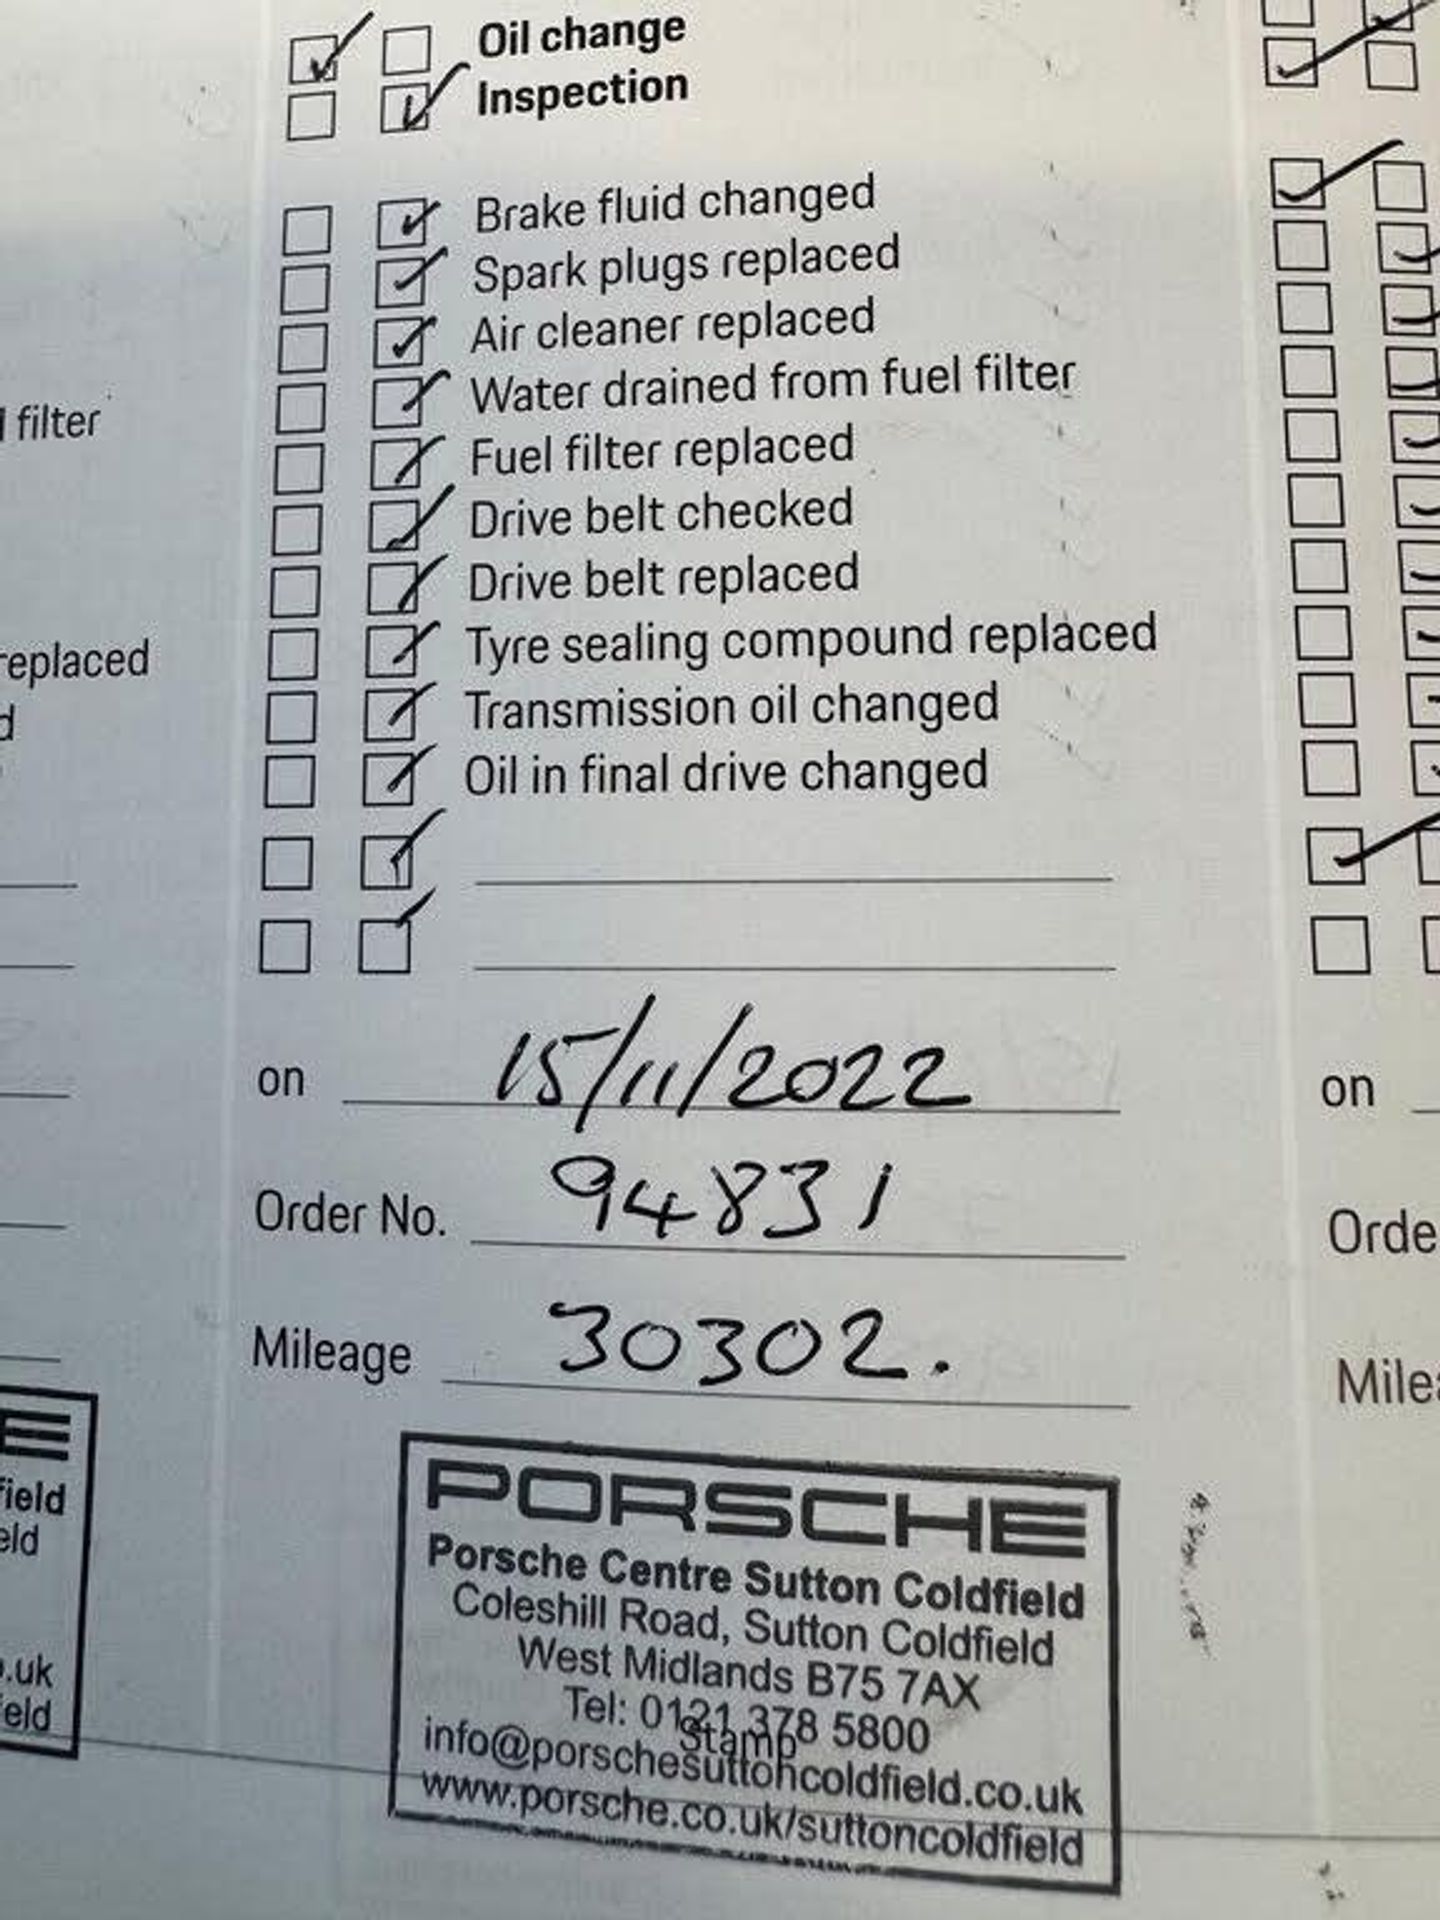 Oil change
Inspection
Brake fluid changed
Spark plugs replaced
Air cleaner replaced
Water drained from fuel filter
Fuel filter replaced
Drive belt checked
Drive belt replaced
Tyre sealing compound replaced
Transmission oil changed
Oil in final drive changed
on 15/11/2022
Order No. 94831
Mileage 30302.
PORSCHE
Porsche Centre Sutton Coldfield
Coleshill Road, Sutton Coldfield
West Midlands B75 7AX
Tel: 0121 378 5800
Stamp
info@porschesuttoncoldfield.co.uk
www.porsche.co.uk/suttoncoldfield
filter
replaced
d
E
field
eld
.uk
eld
on
Orde
Mile